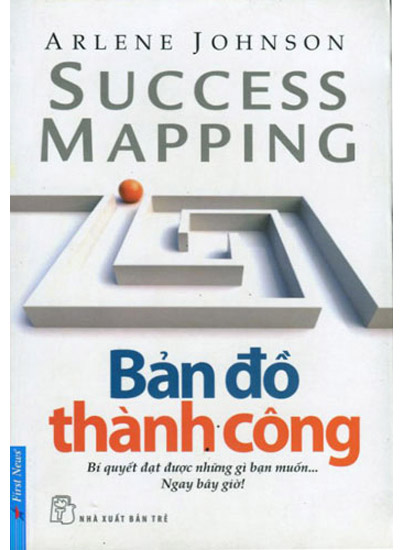 ARLENE JOHNSON
SUCCESS
MAPPING
Bản đồ
thành công
Bí quyết đạt được những gì bạn muốn...
Ngay bây giờ!
First News
NHÀ XUẤT BẢN TRẺ